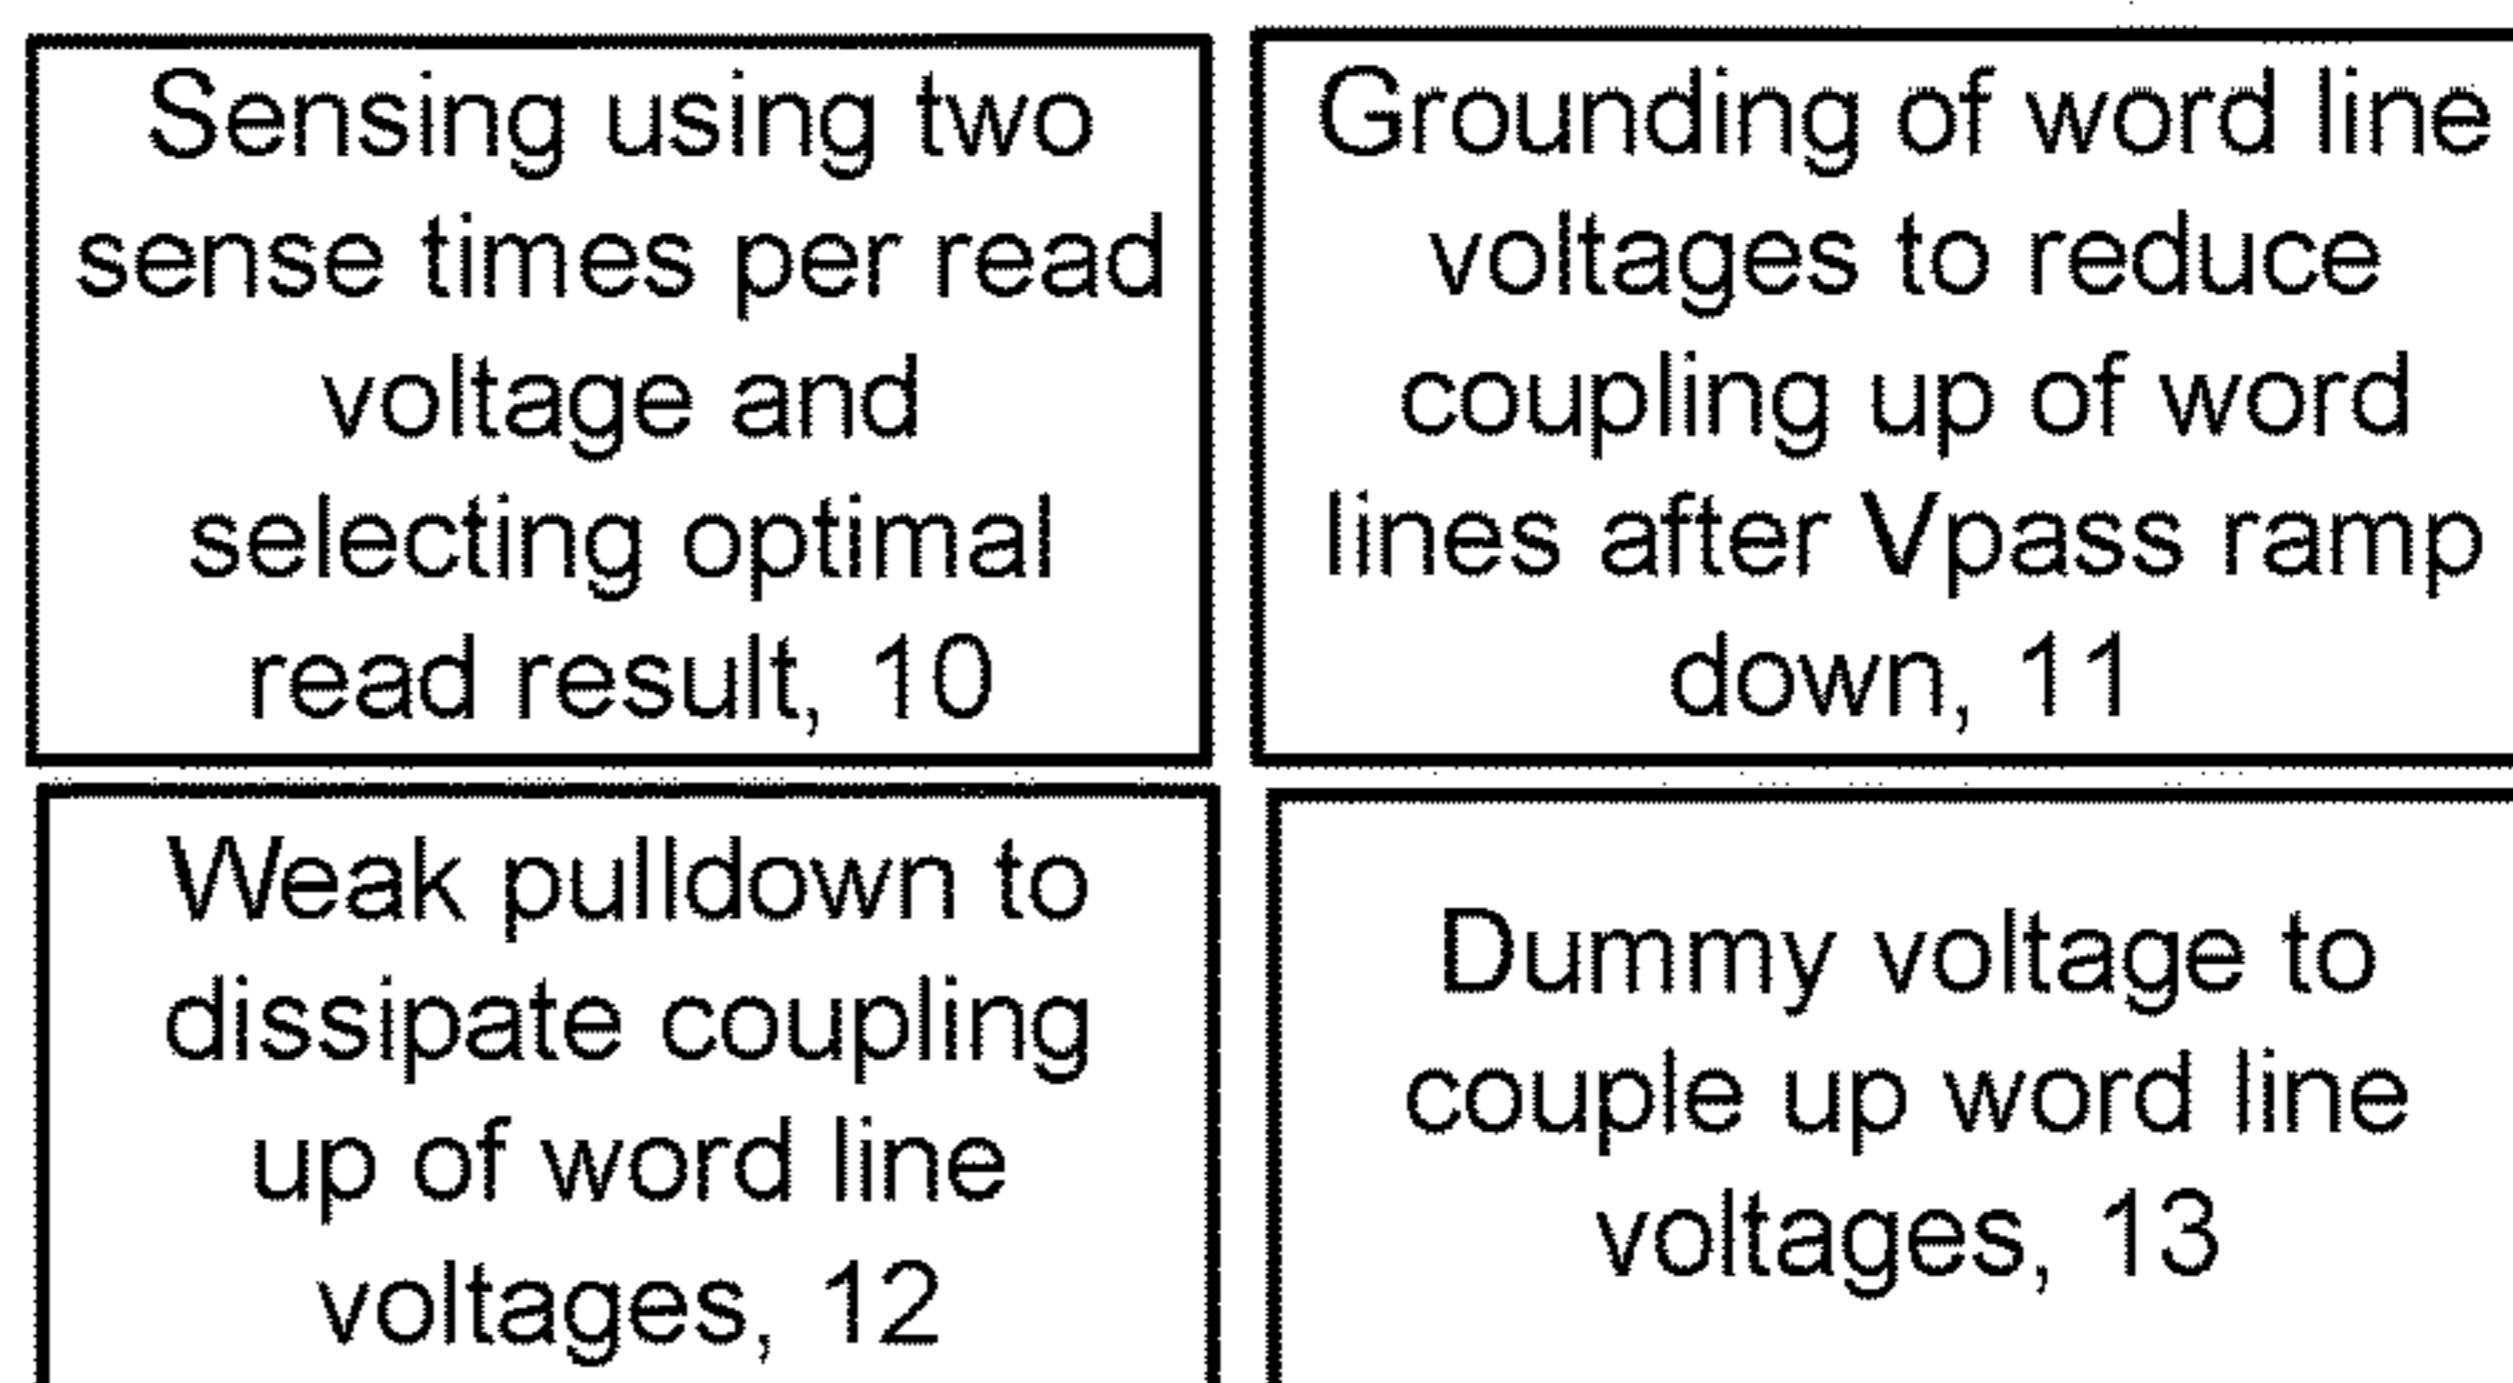 Sensing using two
sense times per read
voltage and
selecting optimal
read result, 10
Grounding of word line
voltages to reduce
coupling up of word
lines after Vpass ramp
down, 11
Weak pulldown to
dissipate coupling
up of word line
voltages, 12
Dummy voltage to
couple up word line
voltages, 13